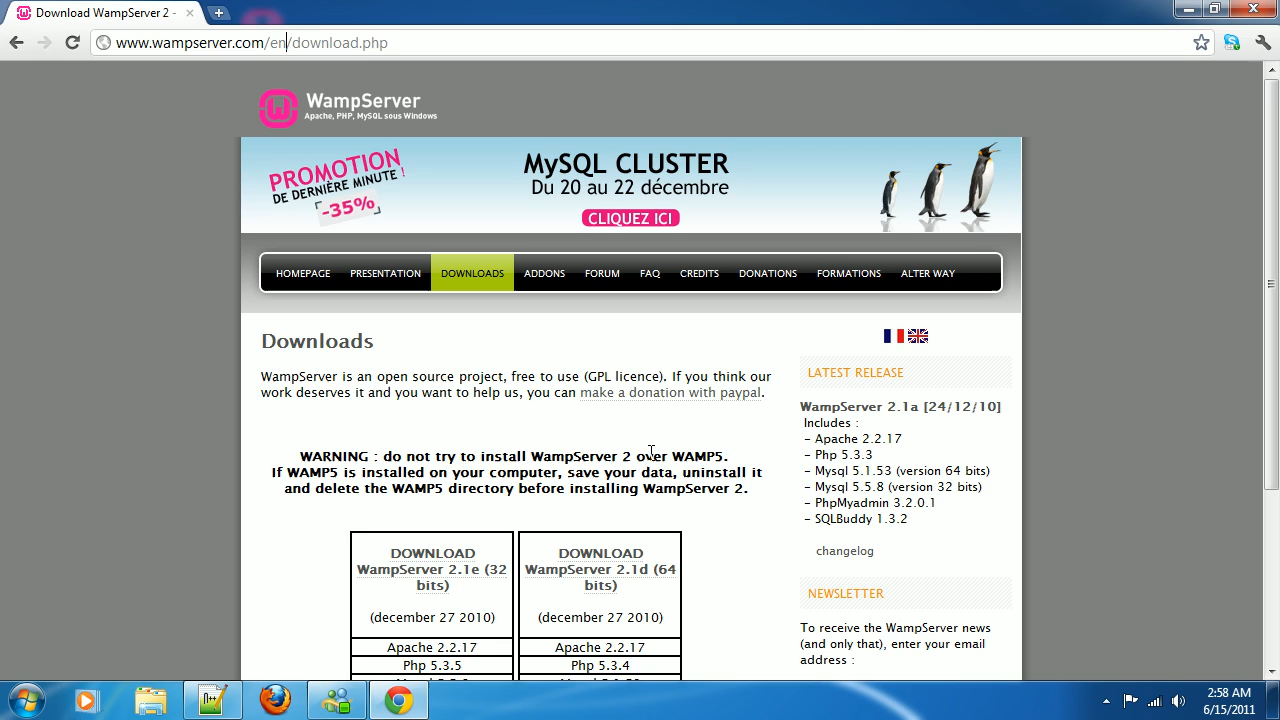 Download WampServer 2 -
www.wampserver.com/en/download.php
WampServer
Apache, PHP, MySQL sous Windows
PROMOTION
DE DERNIÈRE MINUTE !
-35%
MySQL CLUSTER
Du 20 au 22 décembre
CLIQUEZ ICI
HOMEPAGE PRESENTATION DOWNLOADS ADDONS FORUM FAQ CREDITS DONATIONS FORMATIONS ALTER WAY
Downloads
WampServer is an open source project, free to use (GPL licence). If you think our
work deserves it and you want to help us, you can make a donation with paypal.
WARNING : do not try to install WampServer 2 over WAMP5.
If WAMP5 is installed on your computer, save your data, uninstall it
and delete the WAMP5 directory before installing WampServer 2.
DOWNLOAD
WampServer 2.1e (32
bits)
(december 27 2010)
Apache 2.2.17
Php 5.3.5
DOWNLOAD
WampServer 2.1d (64
bits)
(december 27 2010)
Apache 2.2.17
Php 5.3.4
LATEST RELEASE
WampServer 2.1a [24/12/10]
Includes :
- Apache 2.2.17
- Php 5.3.3
- Mysql 5.1.53 (version 64 bits)
- Mysql 5.5.8 (version 32 bits)
- PhpMyadmin 3.2.0.1
- SQLBuddy 1.3.2
changelog
NEWSLETTER
To receive the WampServer news
(and only that), enter your email
address :
2:58 AM
6/15/2011